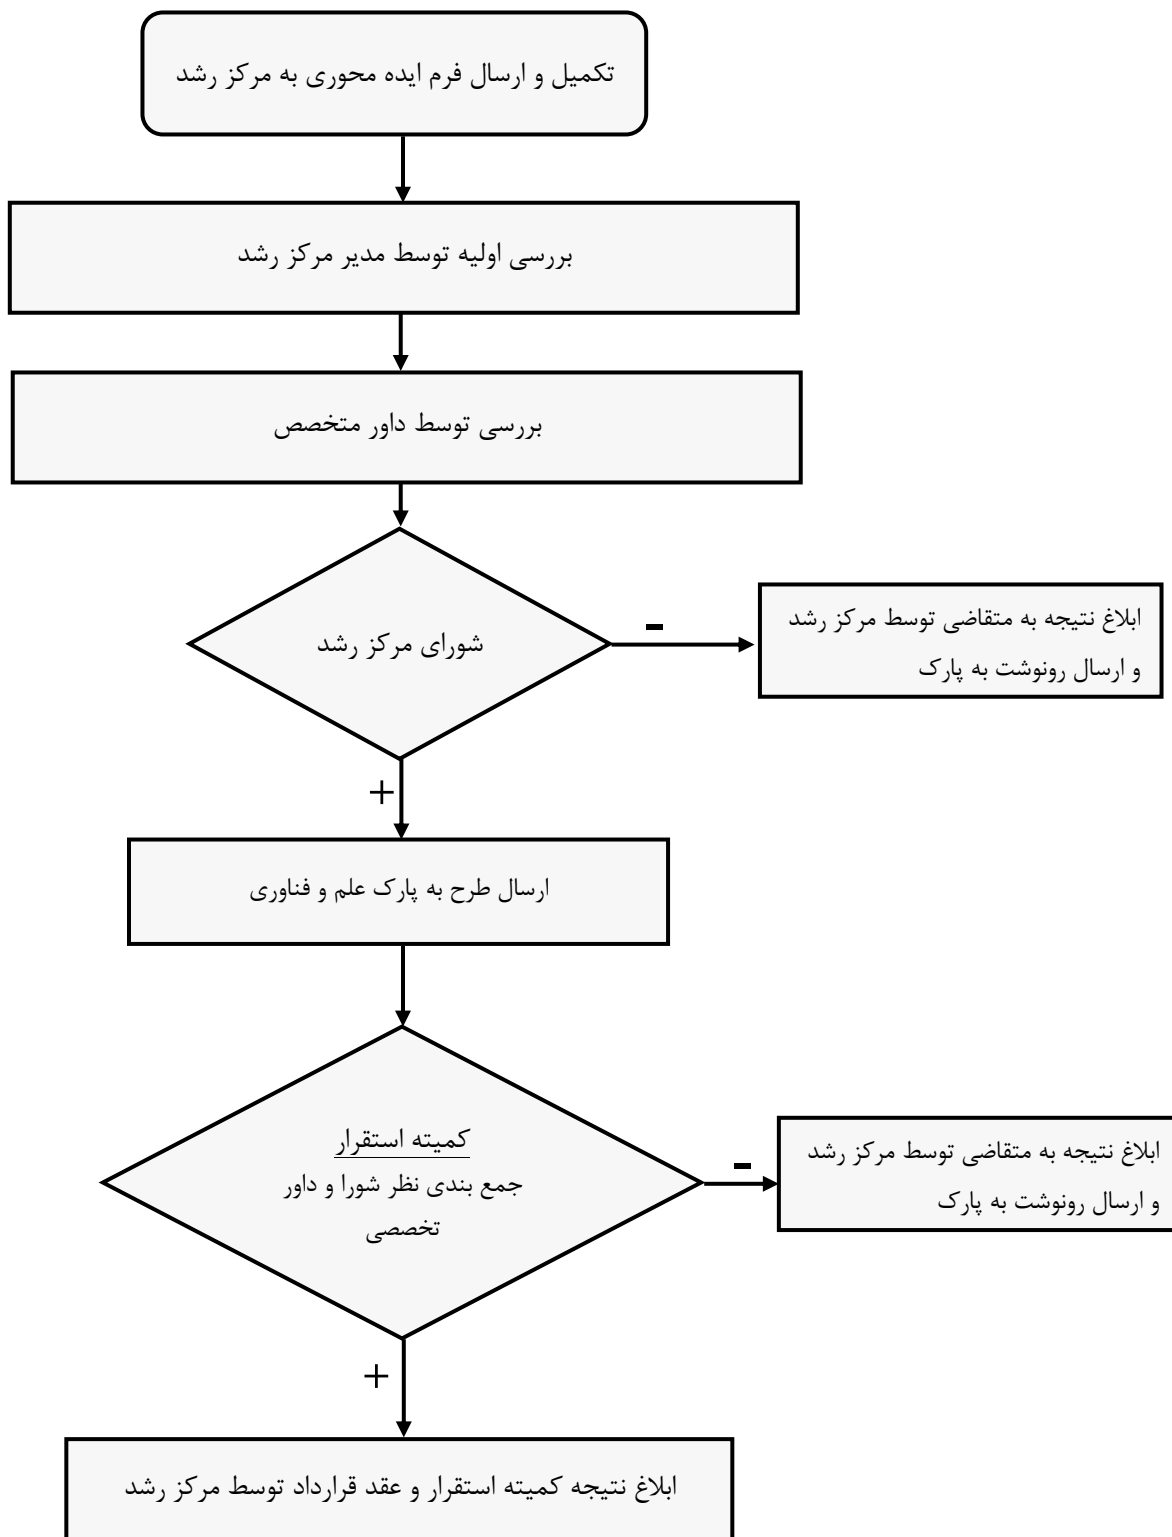 تکمیل و ارسال فرم ایده محوری به مرکز رشد
بررسی اولیه توسط مدیر مرکز رشد
بررسی توسط داور متخصص
شورای مرکز رشد
-
ابلاغ نتیجه به متقاضی توسط مرکز رشد
و ارسال رونوشت به پارک
+
ارسال طرح به پارک علم و فناوری
کمیته استقرار
جمع بندی نظر شورا و داور
تخصصی
-
ابلاغ نتیجه به متقاضی توسط مرکز رشد
و ارسال رونوشت به پارک
+
ابلاغ نتیجه کمیته استقرار و عقد قرارداد توسط مرکز رشد